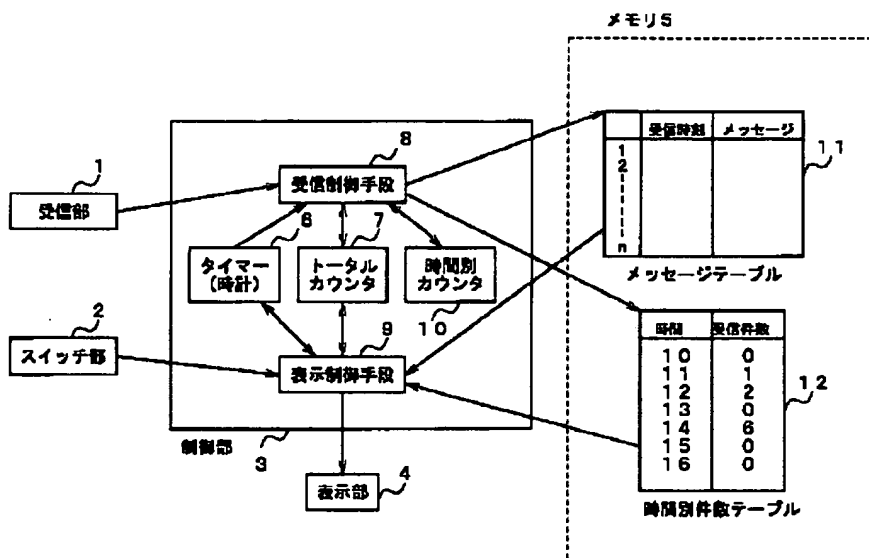 メモリ5
8
受信制御手段
1
受信部
6
7
タイマー
(時計)
トータル
カウンタ
時間別
カウンタ
10
2
スイッチ部
9
表示制御手段
制御部
3
4
表示部
受信時刻 メッセージ
1
2
n
11
メッセージテーブル
時間 受信件数
10 0
11 1
12 2
13 0
14 6
15 0
16 0
12
時間別件数テーブル